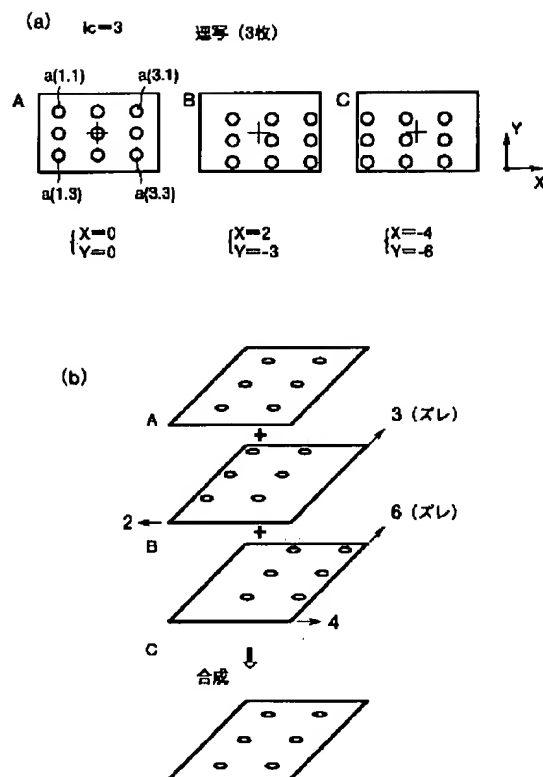 (a)
Ic=3
連写 (3枚)
A
a(1.1)
a(3.1)
a(1.3)
a(3.3)
B
C
Y
X
X=0
Y=0
X=2
Y=-3
X=-4
Y=-6
(b)
A
+
3 (ズレ)
2
B
+
6 (ズレ)
4
C
合成